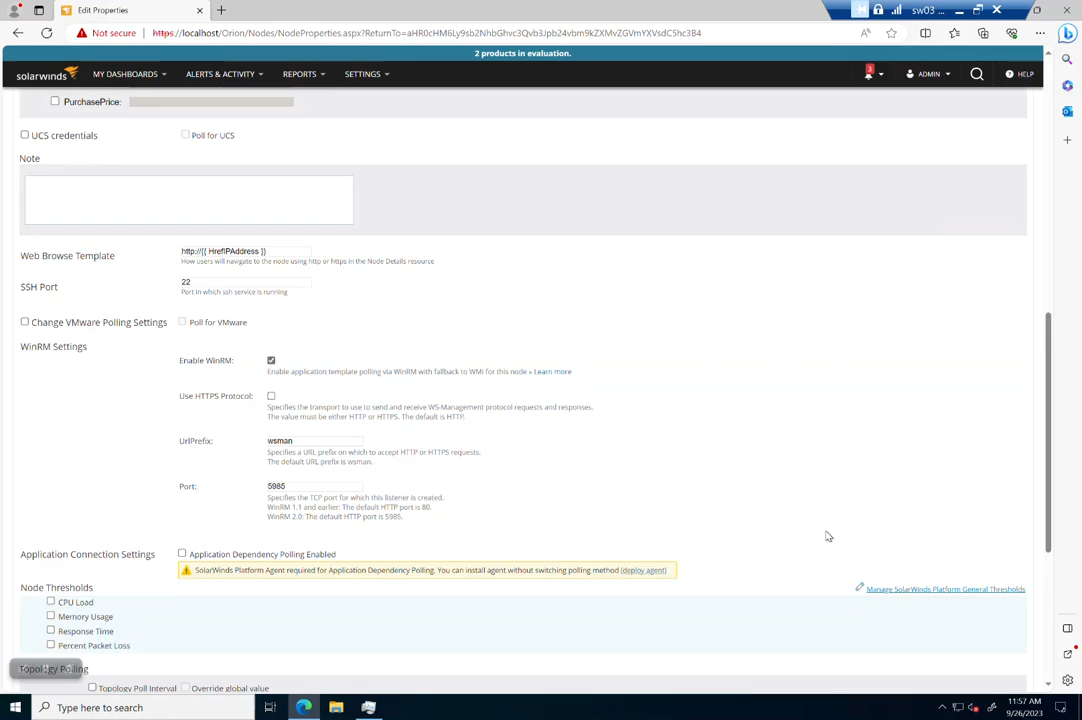 Edit Properties
sw03 ...
Not secure
https://Orion/Nodes/NodeProperties.aspx?ReturnTo=aHR0cHM6Ly9sb2NhbGhvc3Qvb3Jpb24vbm9kZXMvZGVmYXVsdC5hc3B4
2 products in evaluation.
solarwinds MY DASHBOARDS ALERTS & ACTIVITY REPORTS SETTINGS 3 ADMIN HELP
PurchasePrice:
UCS credentials Poll for UCS
Note
Web Browse Template http://{{ HrefIPAddress }}
How users will navigate to the node using http or https in the Node Details resource
SSH Port 22
Port in which ssh service is running
Change VMware Polling Settings Poll for VMware
WinRM Settings
Enable WinRM:
Enable application template polling via WinRM with fallback to WMI for this node » Learn more
Use HTTPS Protocol:
Specifies the transport to use to send and receive WS-Management protocol requests and responses.
The value must be either HTTP or HTTPS. The default is HTTP.
UrlPrefix: wsman
Specifies a URL prefix on which to accept HTTP or HTTPS requests.
The default URL prefix is wsman.
Port: 5985
Specifies the TCP port for which this listener is created.
WinRM 1.1 and earlier: The default HTTP port is 80.
WinRM 2.0: The default HTTP port is 5985.
Application Connection Settings Application Dependency Polling Enabled
SolarWinds Platform Agent required for Application Dependency Polling. You can install agent without switching polling method (deploy agent)
Node Thresholds Manage SolarWinds Platform General Thresholds
CPU Load
Memory Usage
Response Time
Percent Packet Loss
Topology Polling
Topology Poll Interval Override global value
Type here to search
11:57 AM
9/26/2023